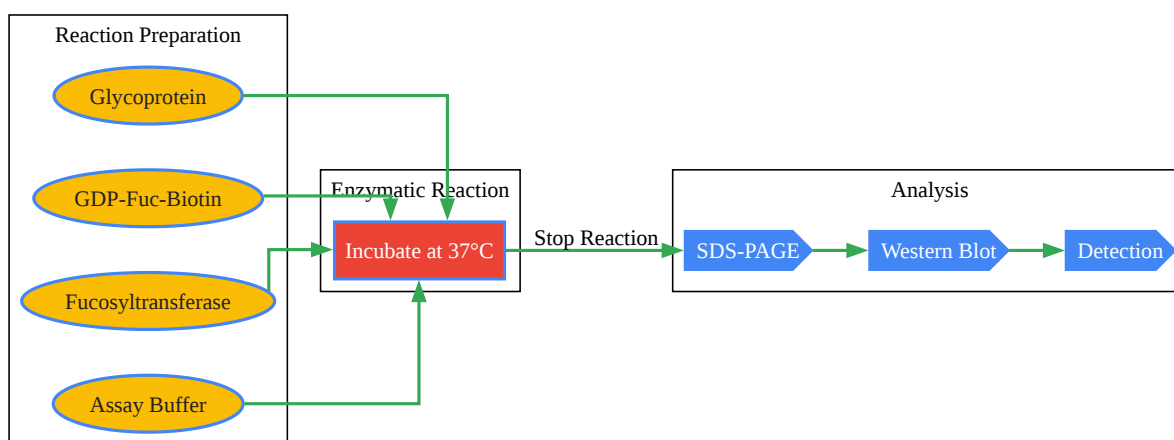 Reaction Preparation
Glycoprotein
GDP-Fuc-Biotin
Fucosyltransferase
Assay Buffer
Enzymatic Reaction
Incubate at 37°C
Stop Reaction
Analysis
SDS-PAGE
Western Blot
Detection